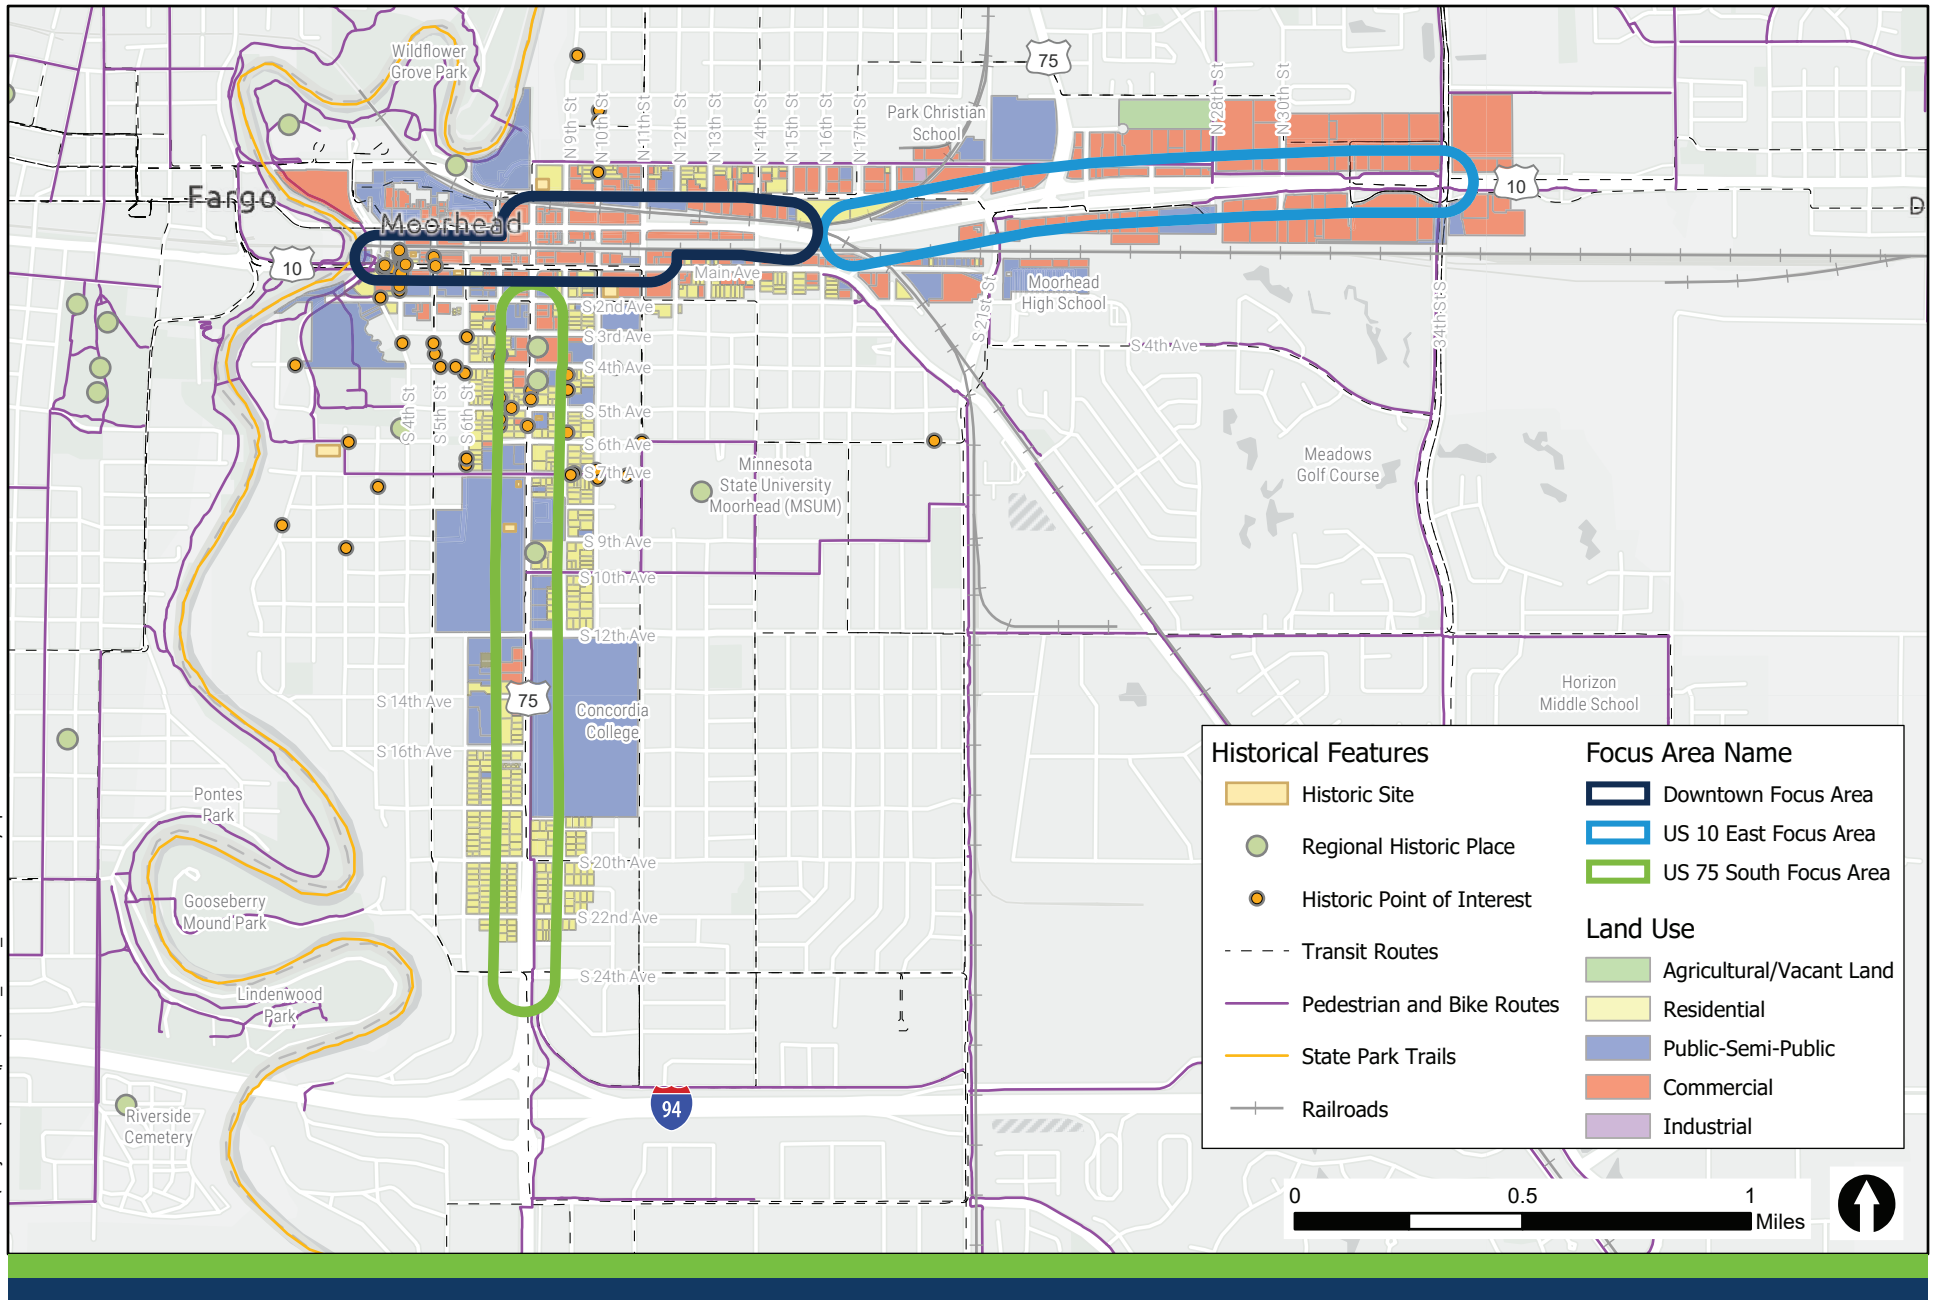 Wildflower
Grove Park
75
N 9th St
N 10th St
N 11th St
N 12th St
N 13th St
N 14th St
N 15th St
N 16th St
N 17th St
Park Christian
School
N 28th St
N 30th St
Fargo
Moorhead
10
10
D
Main Ave
Moorhead
High School
S 21st St
34th St S
S 2nd Ave
S 3rd Ave
S 4th Ave
S 4th Ave
S 4th St
S 5th St
S 6th St
S 5th Ave
S 6th Ave
S 7th Ave
Minnesota
State University
Moorhead (MSUM)
Meadows
Golf Course
S 9th Ave
S 10th Ave
S 12th Ave
S 14th Ave
75
Concordia
College
S 16th Ave
Horizon
Middle School
Pontes
Park
S 20th Ave
Gooseberry
Mound Park
S 22nd Ave
S 24th Ave
Lindenwood
Park
94
Riverside
Cemetery
Historical Features
Historic Site
Regional Historic Place
Historic Point of Interest
Transit Routes
Pedestrian and Bike Routes
State Park Trails
Railroads
Focus Area Name
Downtown Focus Area
US 10 East Focus Area
US 75 South Focus Area
Land Use
Agricultural/Vacant Land
Residential
Public-Semi-Public
Commercial
Industrial
0 0.5 1
Miles